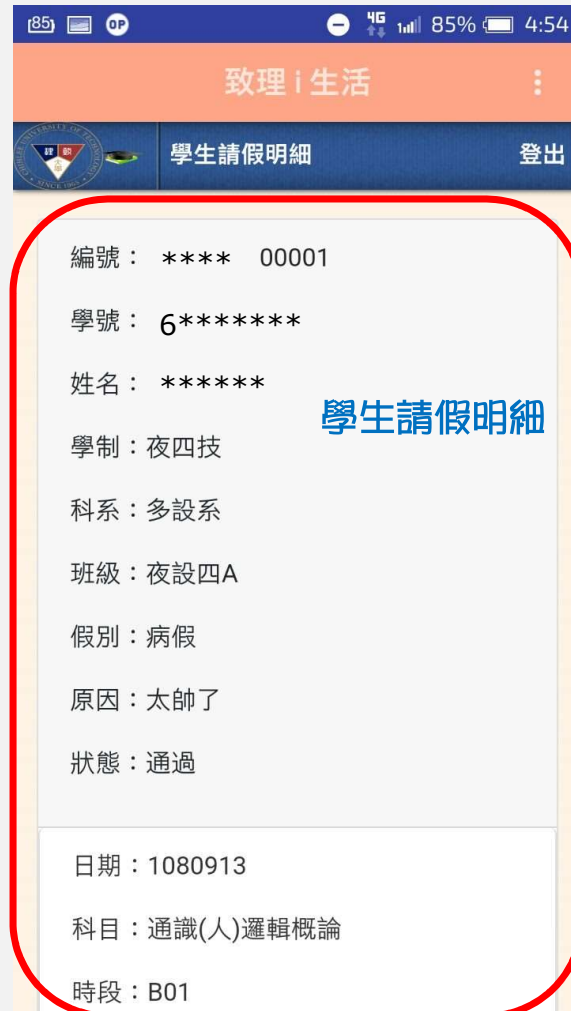 85 OP 4G 85% 4:54
致理 i 生活
學生請假明細 登出
編號： **** 00001
學號： 6*******
姓名： ******
學生請假明細
學制：夜四技
科系：多設系
班級：夜設四A
假別：病假
原因：太帥了
狀態：通過
日期：1080913
科目：通識(人)邏輯概論
時段：B01